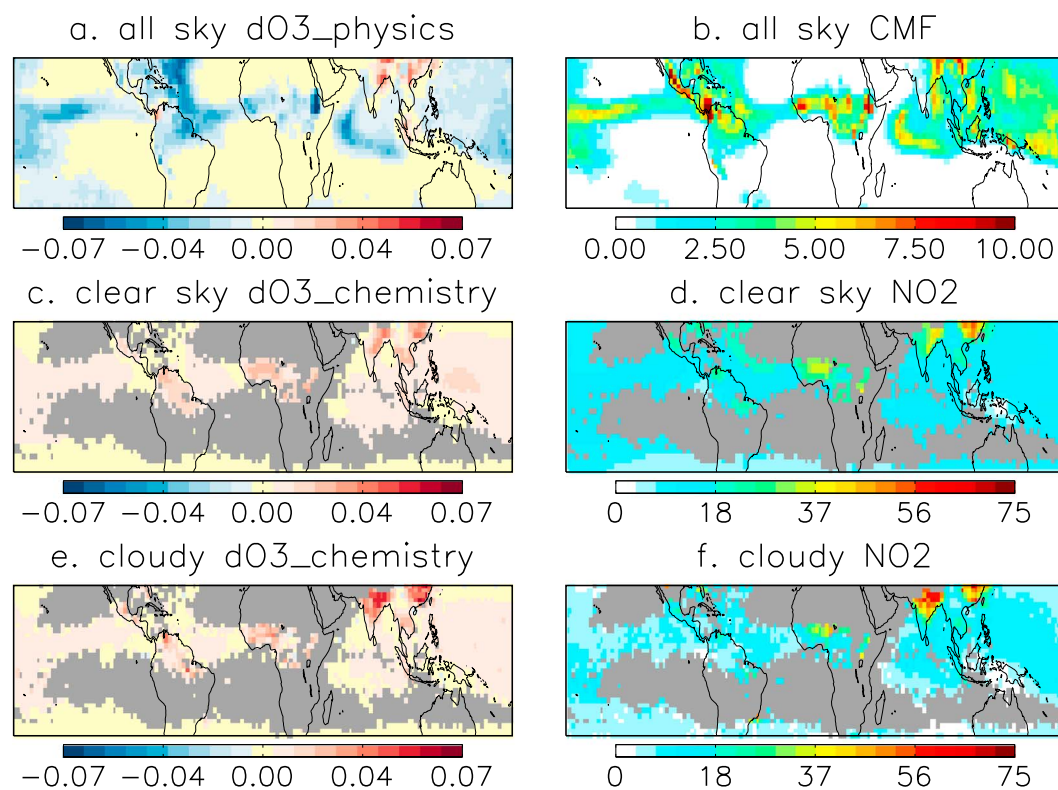 a. all sky dO3_physics
b. all sky CMF
−0.07 −0.04 0.00 0.04 0.07
0.00 2.50 5.00 7.50 10.00
c. clear sky dO3_chemistry
d. clear sky NO2
−0.07 −0.04 0.00 0.04 0.07
0 18 37 56 75
e. cloudy dO3_chemistry
f. cloudy NO2
−0.07 −0.04 0.00 0.04 0.07
0 18 37 56 75